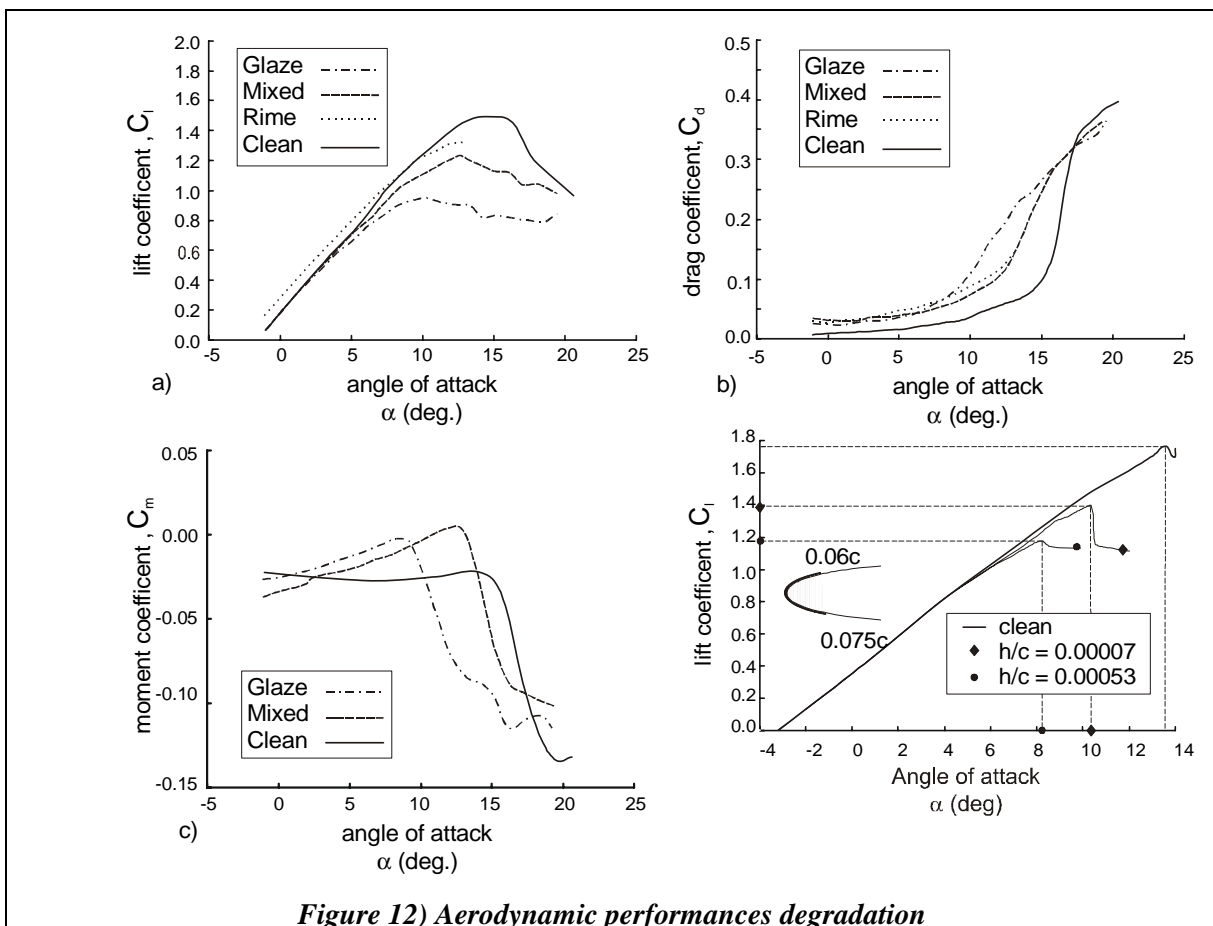 2.0
1.8
1.6
1.4
1.2
1.0
0.8
0.6
0.4
0.2
0.0
lift coefficent , Cl
Glaze
Mixed
Rime
Clean
-5 0 5 10 15 20 25
a)
angle of attack
α (deg.)
0.5
0.4
0.3
0.2
0.1
0.0
drag coefficent, Cd
Glaze
Mixed
Rime
Clean
-5 0 5 10 15 20 25
b)
angle of attack
α (deg.)
0.05
0.00
-0.05
-0.10
-0.15
moment coefficent , Cm
Glaze
Mixed
Clean
-5 0 5 10 15 20 25
c)
angle of attack
α (deg.)
1.8
1.6
1.4
1.2
1.0
0.8
0.6
0.4
0.2
0.0
lift coefficent , Cl
0.06c
0.075c
clean
h/c = 0.00007
h/c = 0.00053
-4 -2 0 2 4 6 8 10 12 14
Angle of attack
α (deg)
Figure 12) Aerodynamic performances degradation